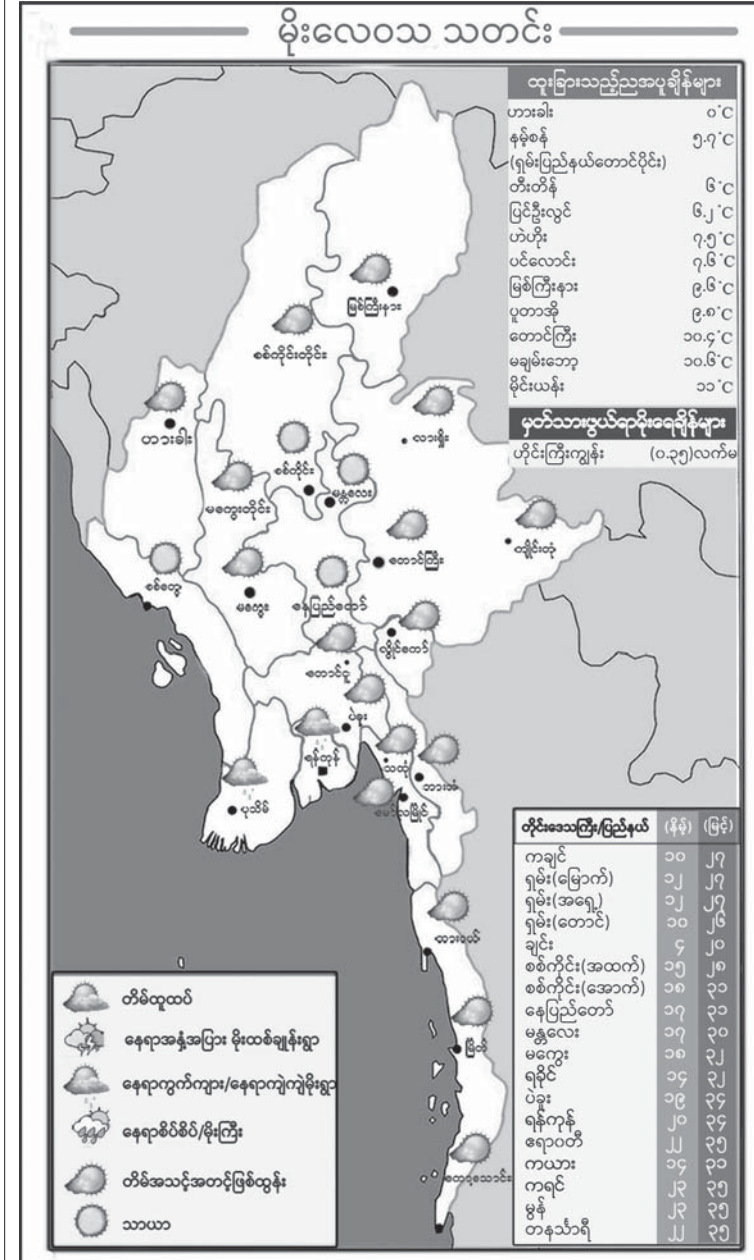 မိုးလေဝသ သတင်း
ထူးခြားသည့်ညအပူချိန်များ
ဟားခါး ၀°C
နမ့်စန် ၅.၇°C
(ရှမ်းပြည်နယ်တောင်ပိုင်း)
တီးတိန် ၆°C
ပြင်ဦးလွင် ၆.၂°C
ဟဲဟိုး ၇.၅°C
ပင်လောင်း ၇.၆°C
မြစ်ကြီးနား ၉.၆°C
ပူတာအို ၉.၈°C
တောင်ကြီး ၁၀.၄°C
မချမ်းဘော့ ၁၀.၆°C
မိုင်းယန်း ၁၁°C
မှတ်သားဖွယ်ရာမိုးရေချိန်များ
ဟိုင်းကြီးကျွန်း (၀.၃၅)လက်မ
မြစ်ကြီးနား
စစ်ကိုင်းတိုင်း
ဟားခါး
လားရှိုး
စစ်ကိုင်း
မန္တလေး
မကွေးတိုင်း
တောင်ကြီး
ကျိုင်းတုံ
စစ်တွေ
မကွေး
နေပြည်တော်
လွိုင်ကော်
တောင်ငူ
ပဲခူး
ရန်ကုန်
သထုံ
ဘားအံ
ပုသိမ်
မော်လမြိုင်
ထားဝယ်
မြိတ်
ကော့သောင်း
တိုင်းဒေသကြီး/ပြည်နယ် (နိမ့်) (မြင့်)
ကချင် ၁၀ ၂၇
ရှမ်း(မြောက်) ၁၂ ၂၇
ရှမ်း(အရှေ့) ၁၂ ၂၇
ရှမ်း(တောင်) ၁၀ ၂၆
ချင်း ၄ ၂၀
စစ်ကိုင်း(အထက်) ၁၅ ၂၈
စစ်ကိုင်း(အောက်) ၁၈ ၃၁
နေပြည်တော် ၁၇ ၃၁
မန္တလေး ၁၇ ၃၀
မကွေး ၁၈ ၃၂
ရခိုင် ၁၄ ၃၂
ပဲခူး ၁၉ ၃၄
ရန်ကုန် ၂၀ ၃၄
ဧရာဝတီ ၂၂ ၃၅
ကယား ၁၄ ၃၁
ကရင် ၂၃ ၃၅
မွန် ၂၃ ၃၅
တနင်္သာရီ ၂၂ ၃၅
တိမ်ထူထပ်
နေရာအနှံ့အပြား မိုးထစ်ချုန်းရွာ
နေရာကွက်ကျား/နေရာကျဲကျဲမိုးရွာ
နေရာစိပ်စိပ်/မိုးကြီး
တိမ်အသင့်အတင့်ဖြစ်ထွန်း
သာယာ